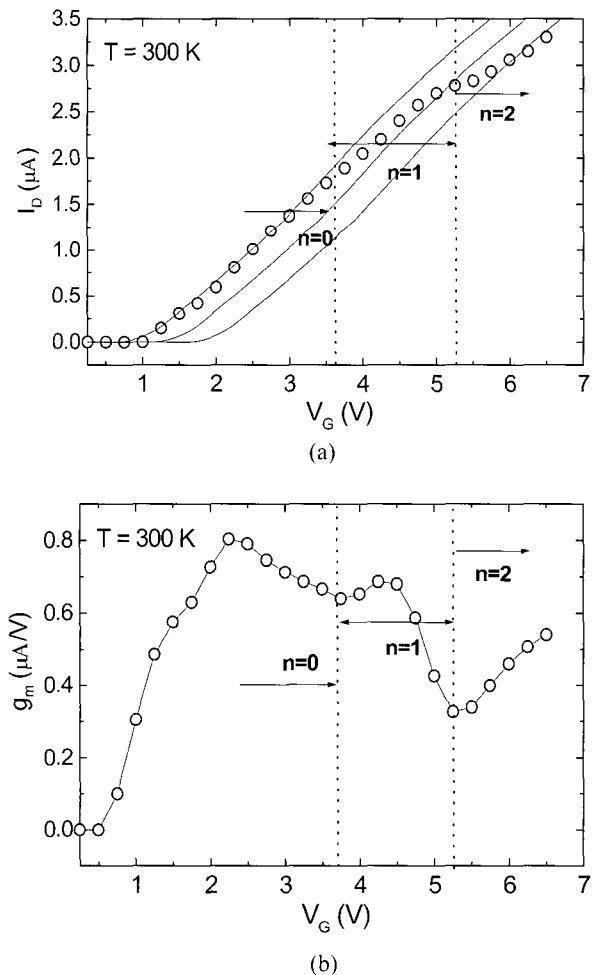 3.5
T = 300 K
3.0
n=2
2.5
2.0
n=1
1.5
n=0
1.0
0.5
0.0
I_D (μA)
1 2 3 4 5 6 7
V_G (V)
(a)
T = 300 K
0.8
n=2
0.6
n=1
n=0
0.4
0.2
0.0
g_m (μA/V)
1 2 3 4 5 6 7
V_G (V)
(b)